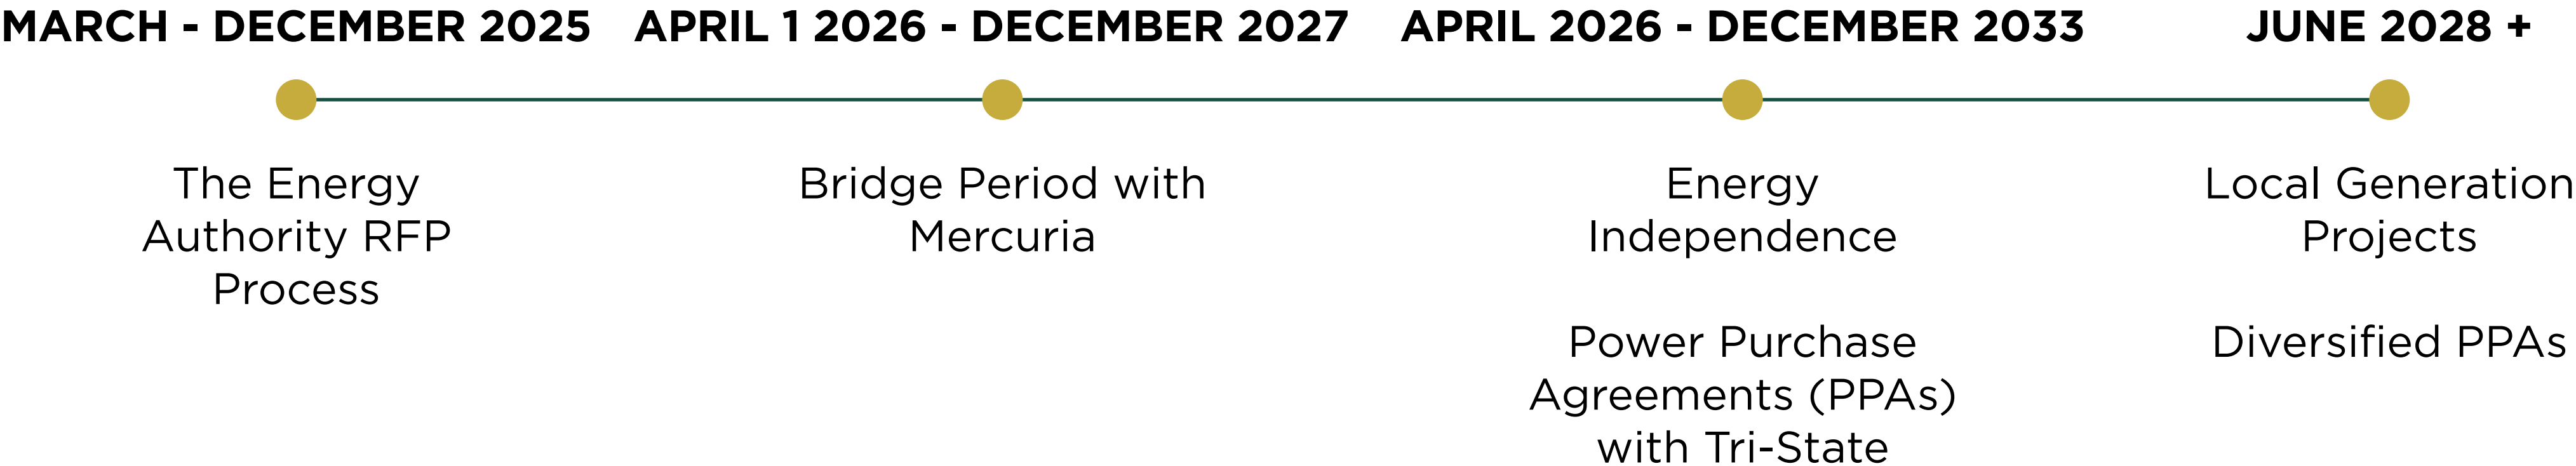 MARCH - DECEMBER 2025
APRIL 1 2026 - DECEMBER 2027
APRIL 2026 - DECEMBER 2033
JUNE 2028 +
The Energy
Authority RFP
Process
Bridge Period with
Mercuria
Energy
Independence
Power Purchase
Agreements (PPAs)
with Tri-State
Local Generation
Projects
Diversified PPAs